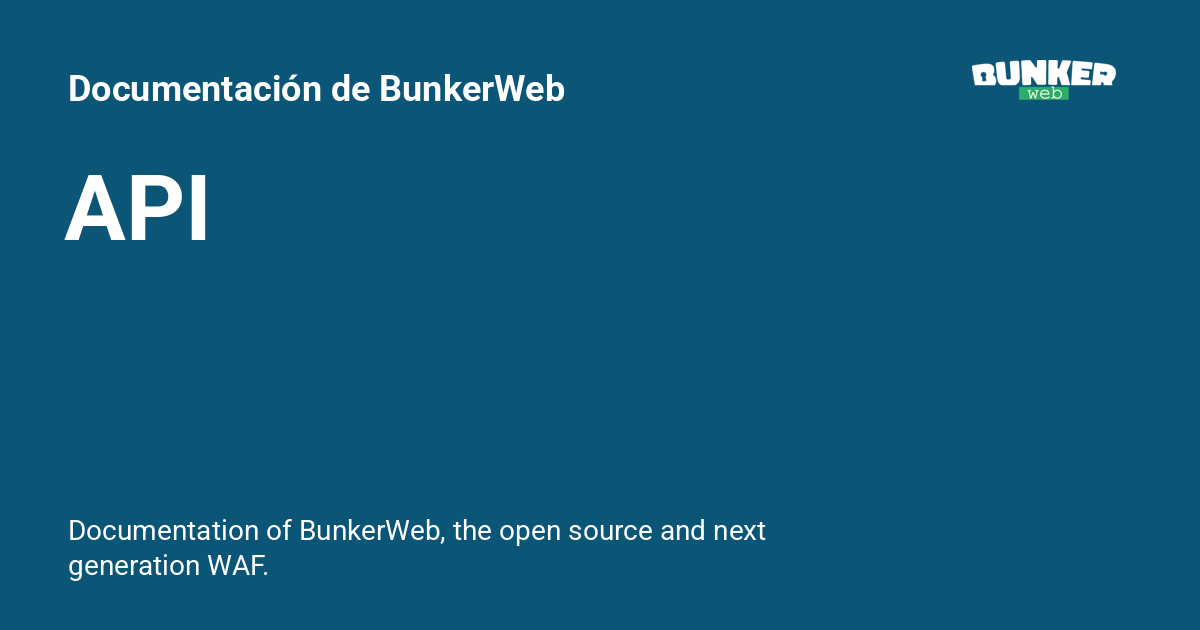 Documentación de BunkerWeb
BUNKER
web
API
Documentation of BunkerWeb, the open source and next
generation WAF.